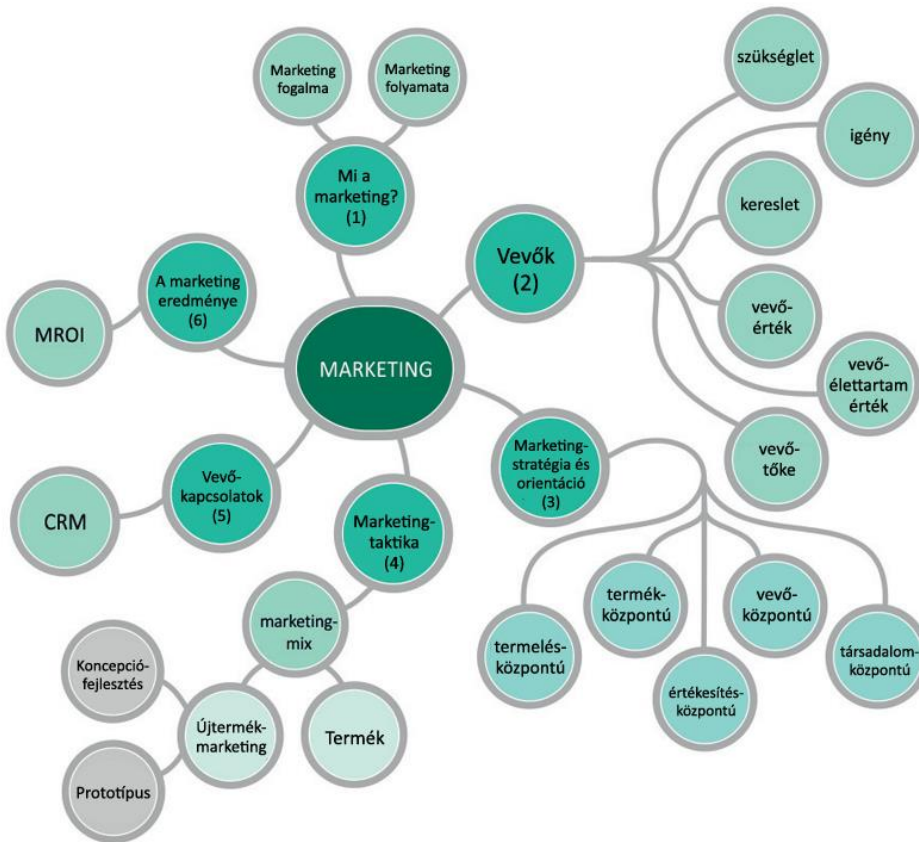 Marketing
fogalma
Marketing
folyamata
Mi a
marketing?
(1)
Vevők
(2)
szükséglet
igény
kereslet
vevő-
érték
vevő-
élettartam
érték
vevő-
tőke
A marketing
eredménye
(6)
MROI
MARKETING
Vevő-
kapcsolatok
(5)
CRM
Marketing-
taktika
(4)
Marketing-
stratégia és
orientáció
(3)
termelés-
központú
termék-
központú
értékesítés-
központú
vevő-
központú
társadalom-
központú
marketing-
mix
Újtermék-
marketing
Termék
Koncepció-
fejlesztés
Prototípus